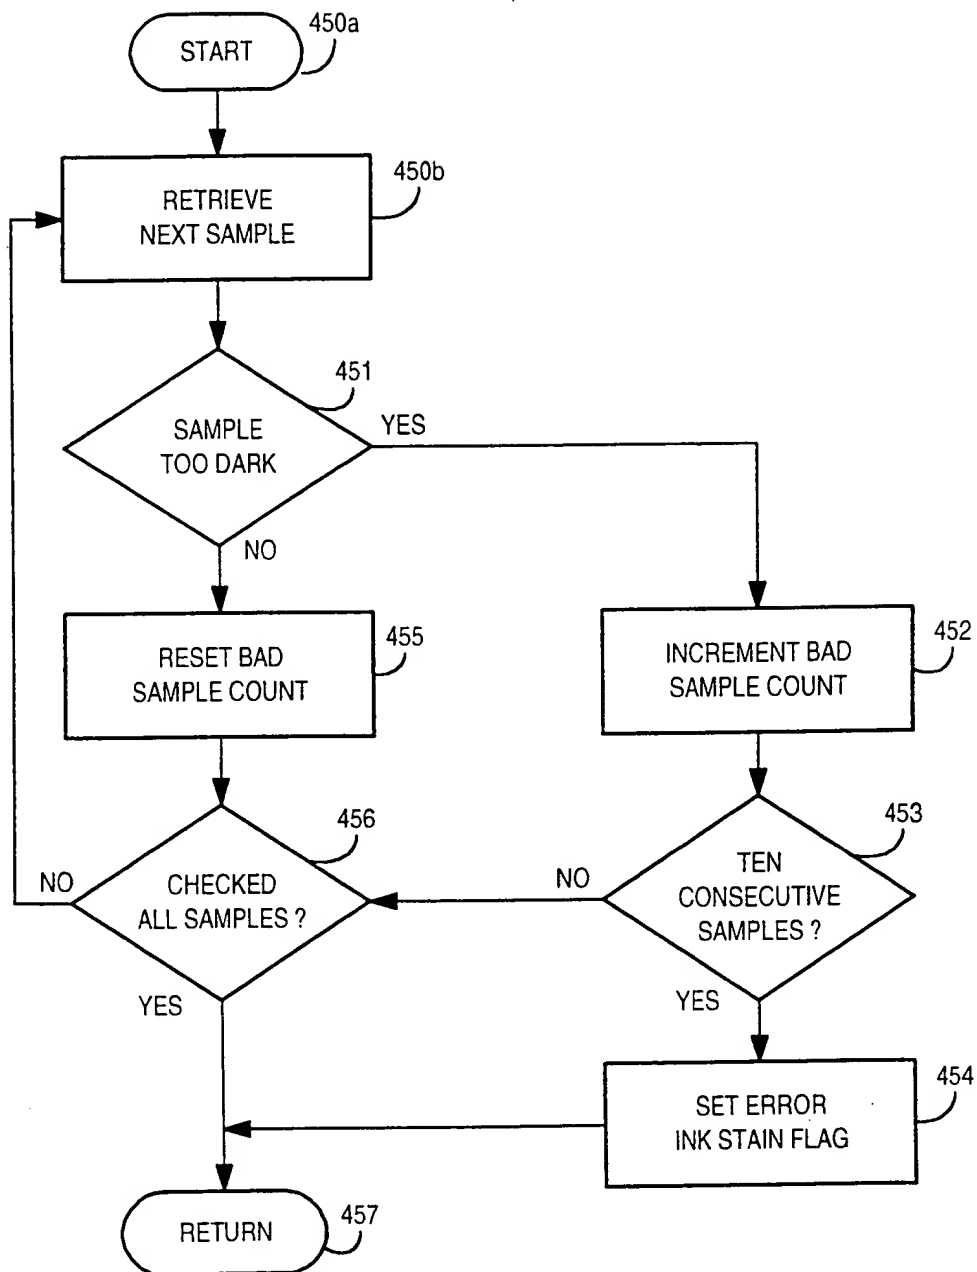 START
450a
RETRIEVE
NEXT SAMPLE
450b
SAMPLE
TOO DARK
451
YES
NO
RESET BAD
SAMPLE COUNT
455
INCREMENT BAD
SAMPLE COUNT
452
CHECKED
ALL SAMPLES ?
456
NO
YES
TEN
CONSECUTIVE
SAMPLES ?
453
NO
YES
SET ERROR
INK STAIN FLAG
454
RETURN
457